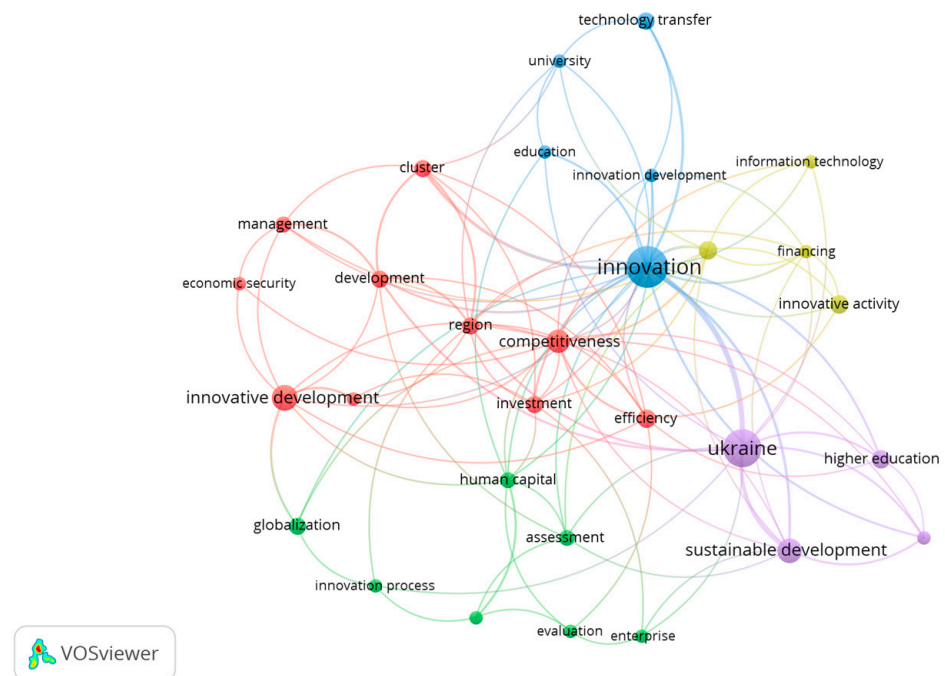 technology transfer
university
education
information technology
cluster
innovation development
management
financing
innovation
development
economic security
innovative activity
region
competitiveness
innovative development
investment
efficiency
ukraine
higher education
human capital
globalization
assessment
sustainable development
innovation process
evaluation
enterprise
VOSviewer